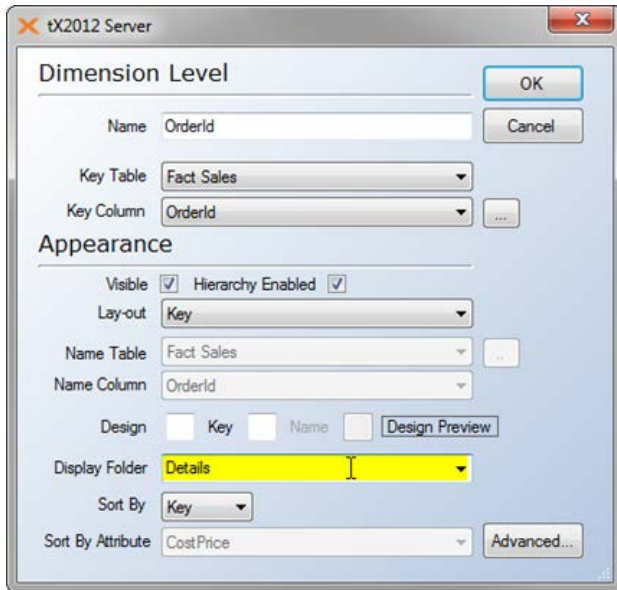 tX2012 Server
Dimension Level
OK
Name OrderId
Cancel
Key Table Fact Sales
Key Column OrderId ...
Appearance
Visible Hierarchy Enabled
Lay-out Key
Name Table Fact Sales ..
Name Column OrderId
Design Key Name Design Preview
Display Folder Details
Sort By Key
Sort By Attribute CostPrice Advanced...